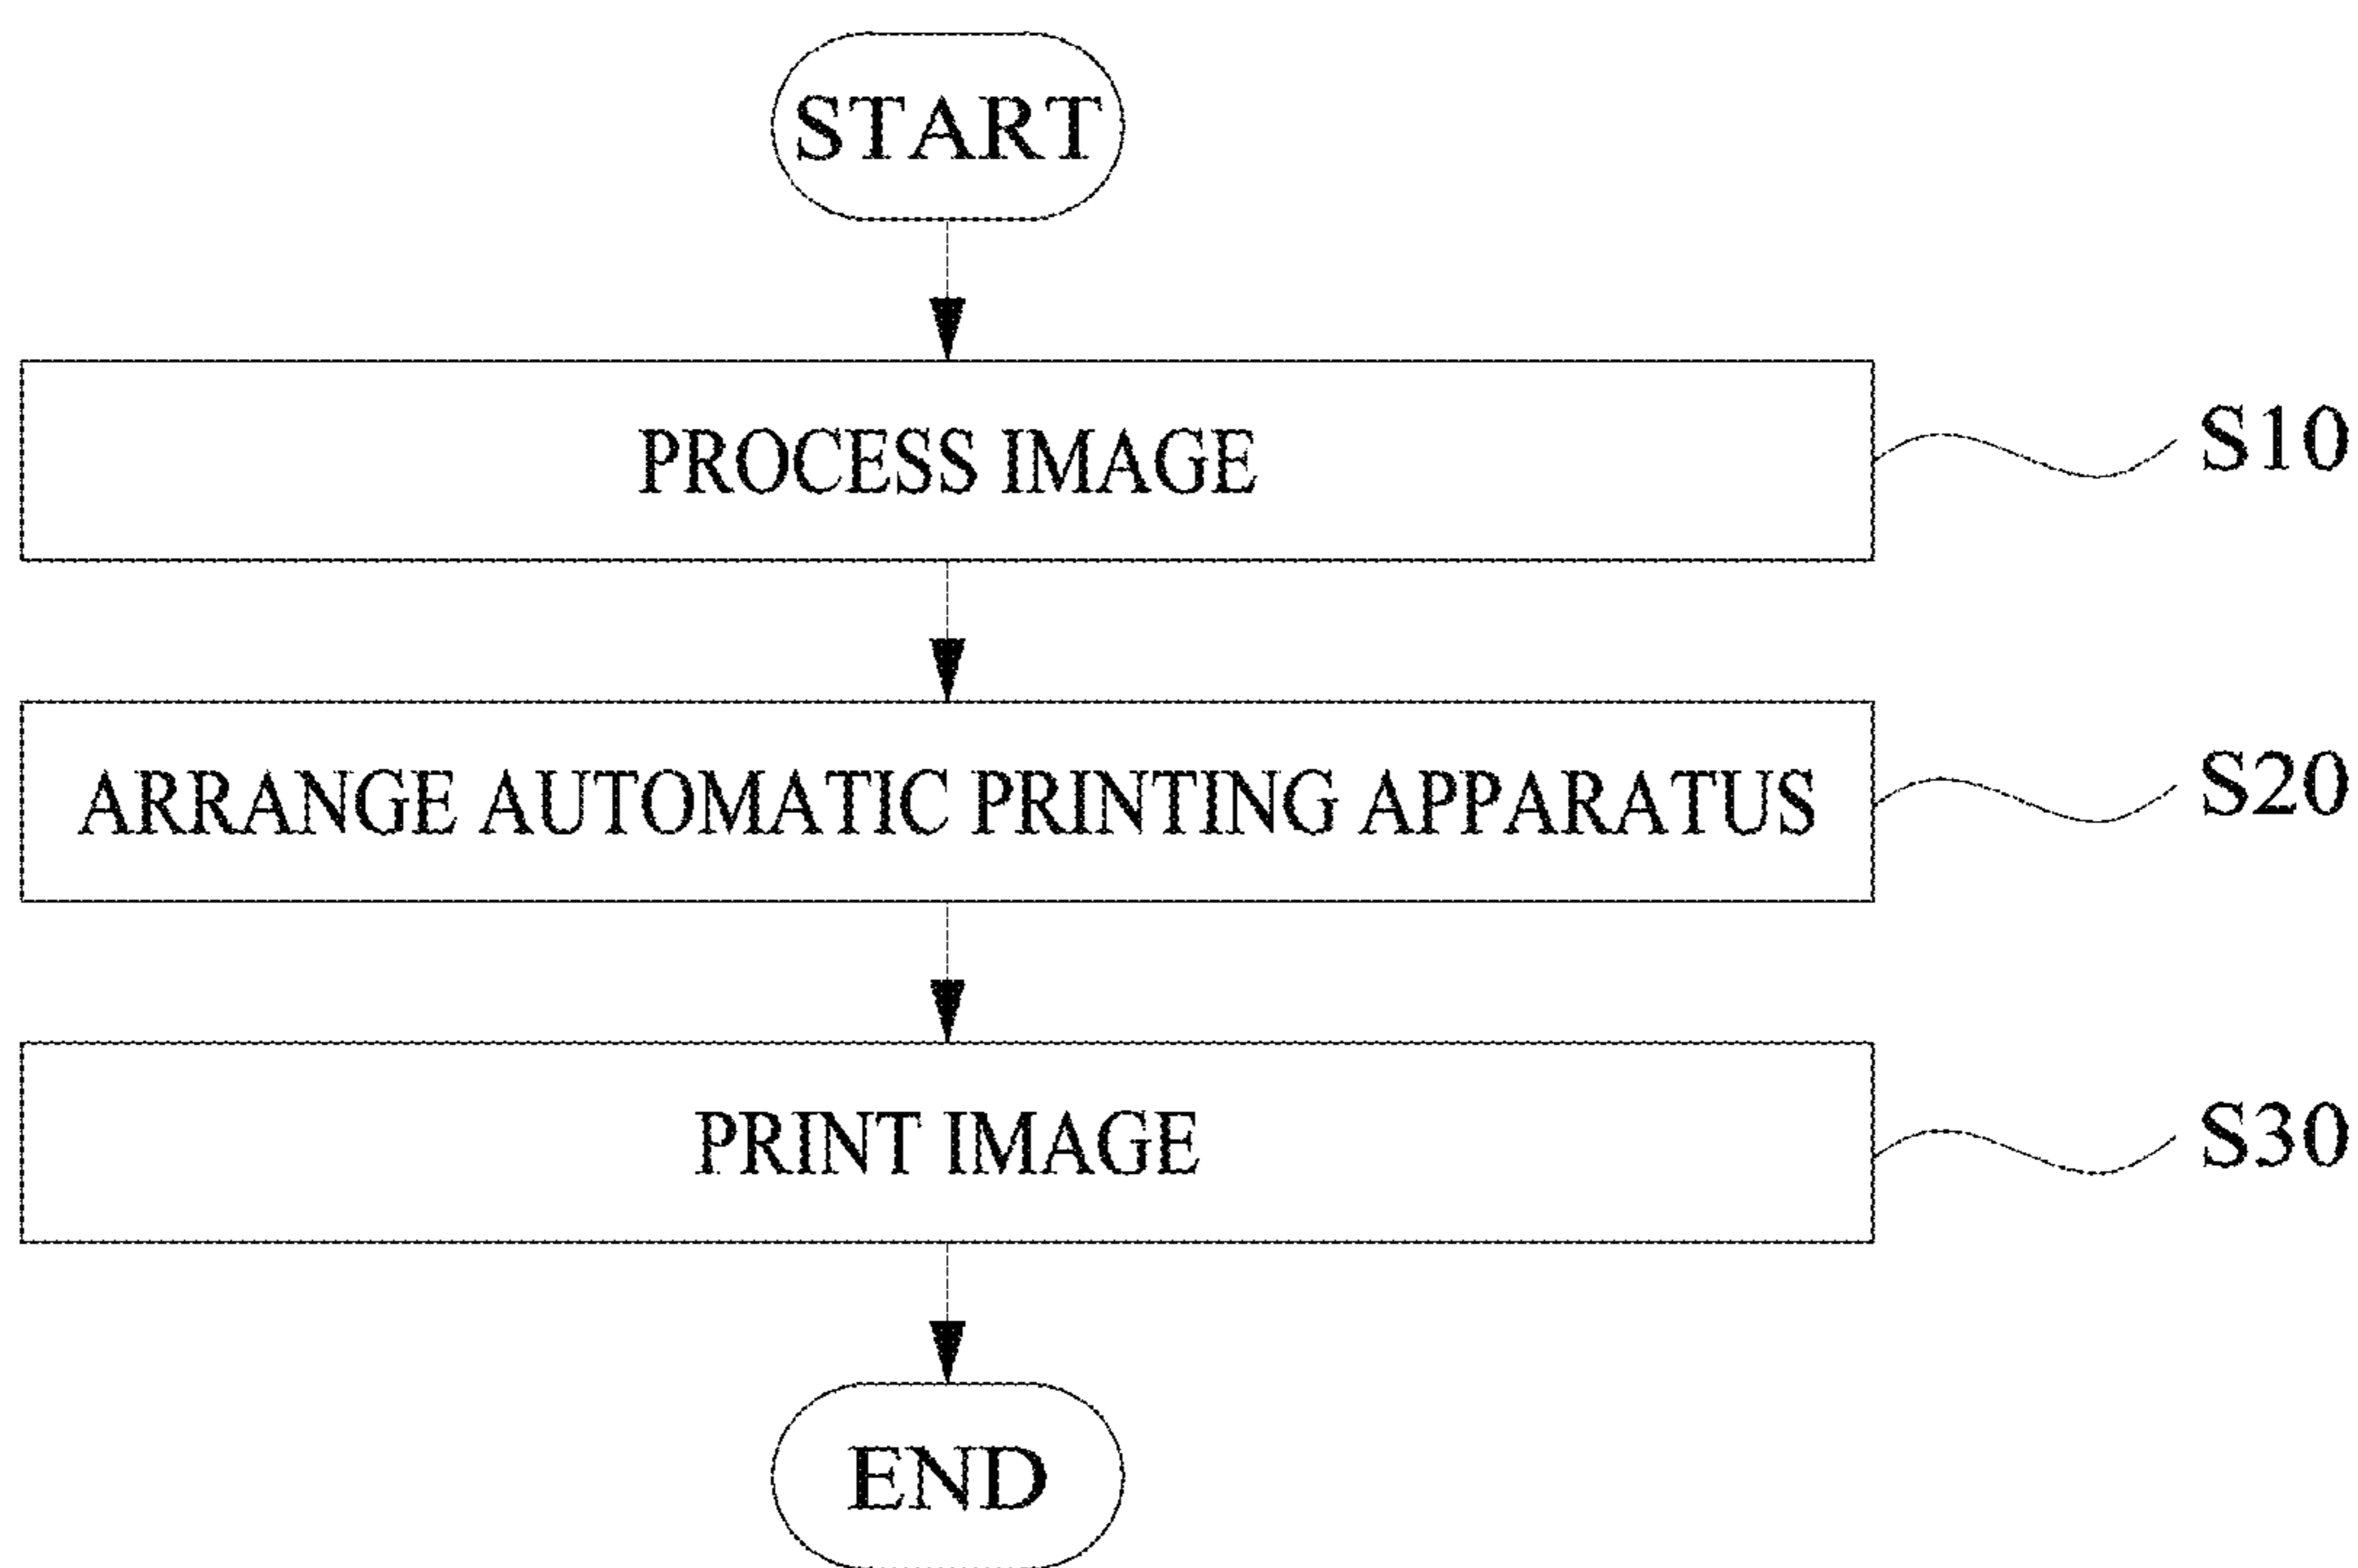 START
PROCESS IMAGE
S10
ARRANGE AUTOMATIC PRINTING APPARATUS
S20
PRINT IMAGE
S30
END